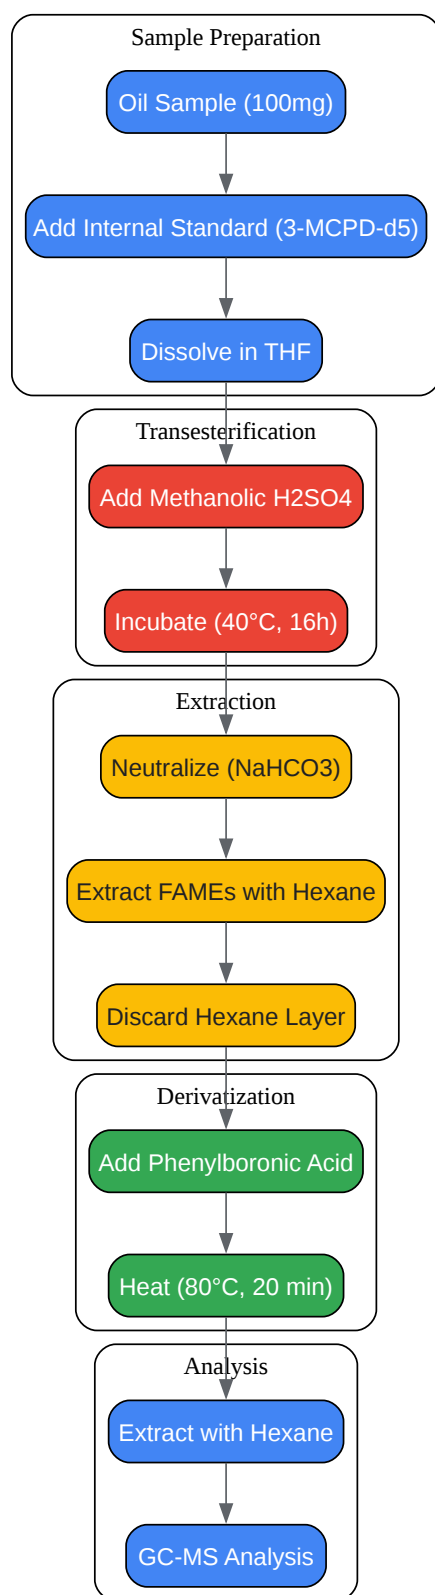 Sample Preparation
Oil Sample (100mg)
Add Internal Standard (3-MCPD-d5)
Dissolve in THF
Transesterification
Add Methanolic H2SO4
Incubate (40°C, 16h)
Extraction
Neutralize (NaHCO3)
Extract FAMEs with Hexane
Discard Hexane Layer
Derivatization
Add Phenylboronic Acid
Heat (80°C, 20 min)
Analysis
Extract with Hexane
GC-MS Analysis